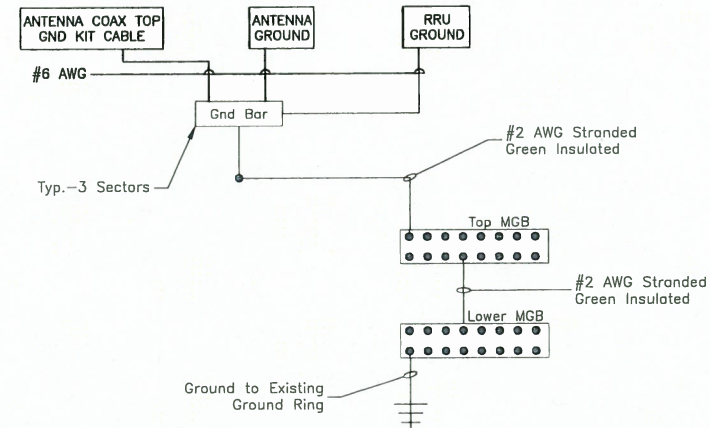 ANTENNA COAX TOP
GND KIT CABLE
ANTENNA
GROUND
RRU
GROUND
#6 AWG
Gnd Bar
#2 AWG Stranded
Green Insulated
Typ.-3 Sectors
Top MGB
#2 AWG Stranded
Green Insulated
Lower MGB
Ground to Existing
Ground Ring